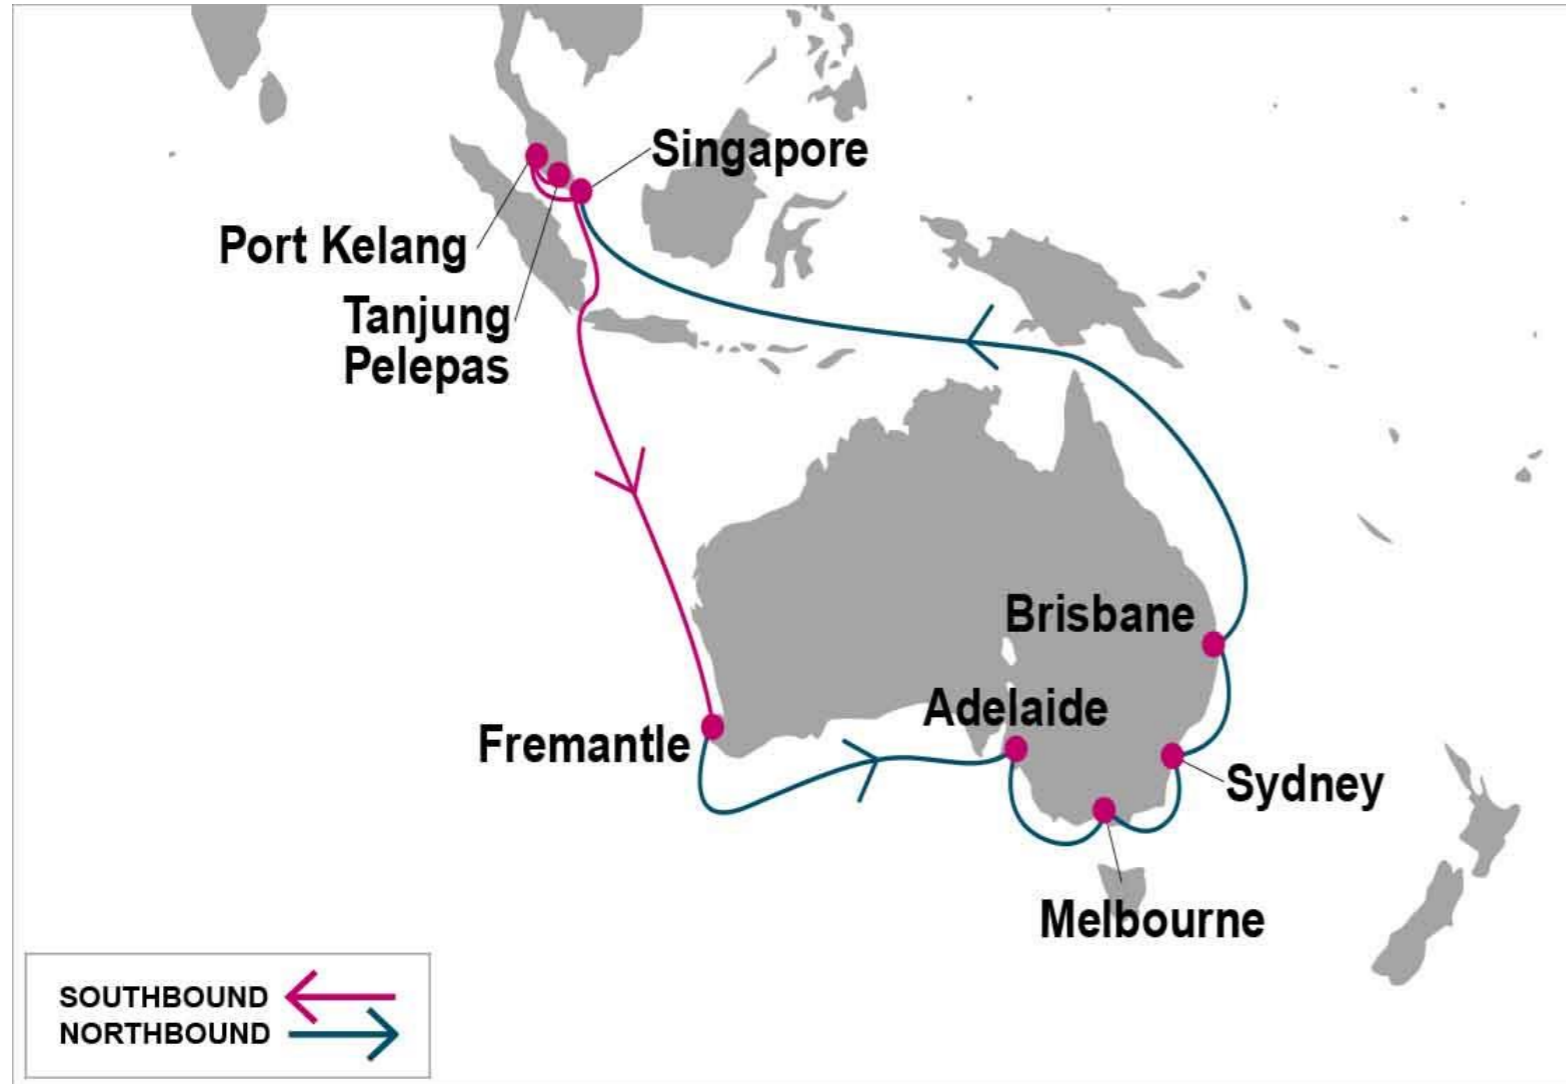 Singapore
Port Kelang
Tanjung
Pelepas
Brisbane
Adelaide
Fremantle
Sydney
Melbourne
SOUTHBOUND
NORTHBOUND